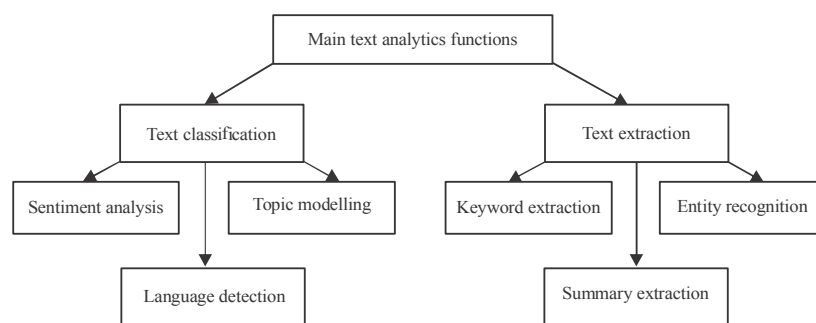 Main text analytics functions
Text classification
Text extraction
Sentiment analysis
Topic modelling
Keyword extraction
Entity recognition
Language detection
Summary extraction